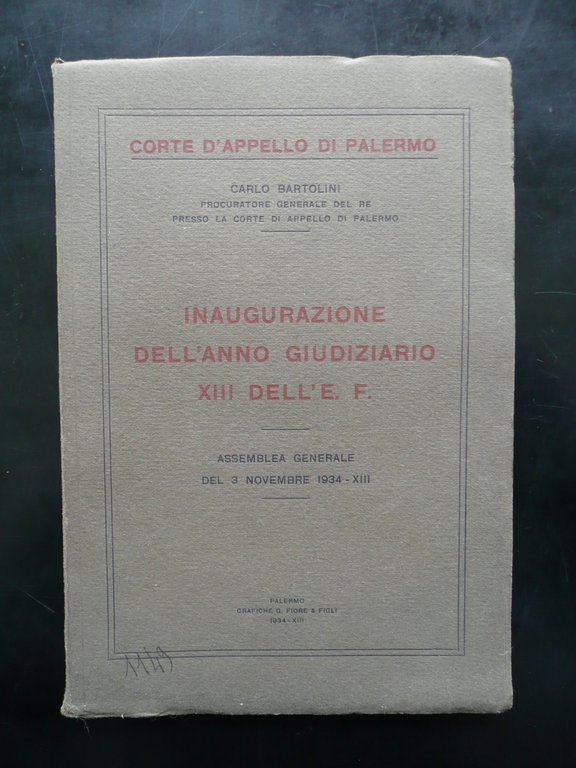 CORTE D'APPELLO DI PALERMO
CARLO BARTOLINI
PROCURATORE GENERALE DEL RE
PRESSO LA CORTE DI APPELLO DI PALERMO
INAUGURAZIONE
DELL'ANNO GIUDIZIARIO
XIII DELL'E. F.
ASSEMBLEA GENERALE
DEL 3 NOVEMBRE 1934 - XIII
PALERMO
GRAFICHE G. FIORE & FIGLI
1934 - XIII
1149